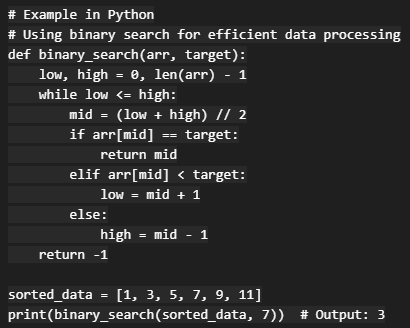 # Example in Python
# Using binary search for efficient data processing
def binary_search(arr, target):
    low, high = 0, len(arr) - 1
    while low <= high:
        mid = (low + high) // 2
        if arr[mid] == target:
            return mid
        elif arr[mid] < target:
            low = mid + 1
        else:
            high = mid - 1
    return -1

sorted_data = [1, 3, 5, 7, 9, 11]
print(binary_search(sorted_data, 7))  # Output: 3